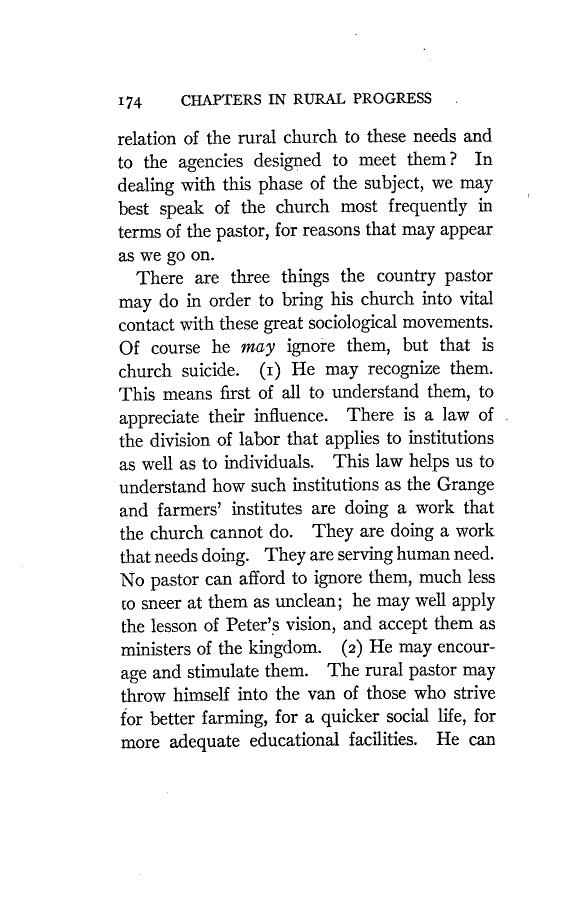 174 CHAPTERS IN RURAL PROGRESS
relation of the rural church to these needs and
to the agencies designed to meet them? In
dealing with this phase of the subject, we may
best speak of the church most frequently in
terms of the pastor, for reasons that may appear
as we go on.
There are three things the country pastor
may do in order to bring his church into vital
contact with these great sociological movements.
Of course he may ignore them, but that is
church suicide. (1) He may recognize them.
This means first of all to understand them, to
appreciate their influence. There is a law of
the division of labor that applies to institutions
as well as to individuals. This law helps us to
understand how such institutions as the Grange
and farmers' institutes are doing a work that
the church cannot do. They are doing a work
that needs doing. They are serving human need.
No pastor can afford to ignore them, much less
to sneer at them as unclean; he may well apply
the lesson of Peter's vision, and accept them as
ministers of the kingdom. (2) He may encour-
age and stimulate them. The rural pastor may
throw himself into the van of those who strive
for better farming, for a quicker social life, for
more adequate educational facilities. He can